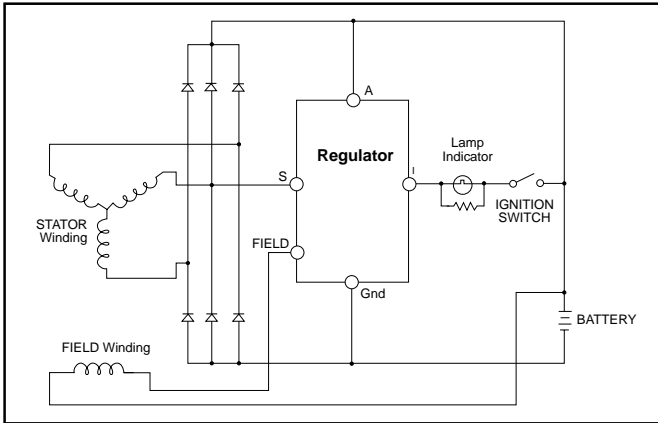 A
Regulator
Lamp
Indicator
S
I
IGNITION
SWITCH
STATOR
Winding
FIELD
Gnd
BATTERY
FIELD Winding